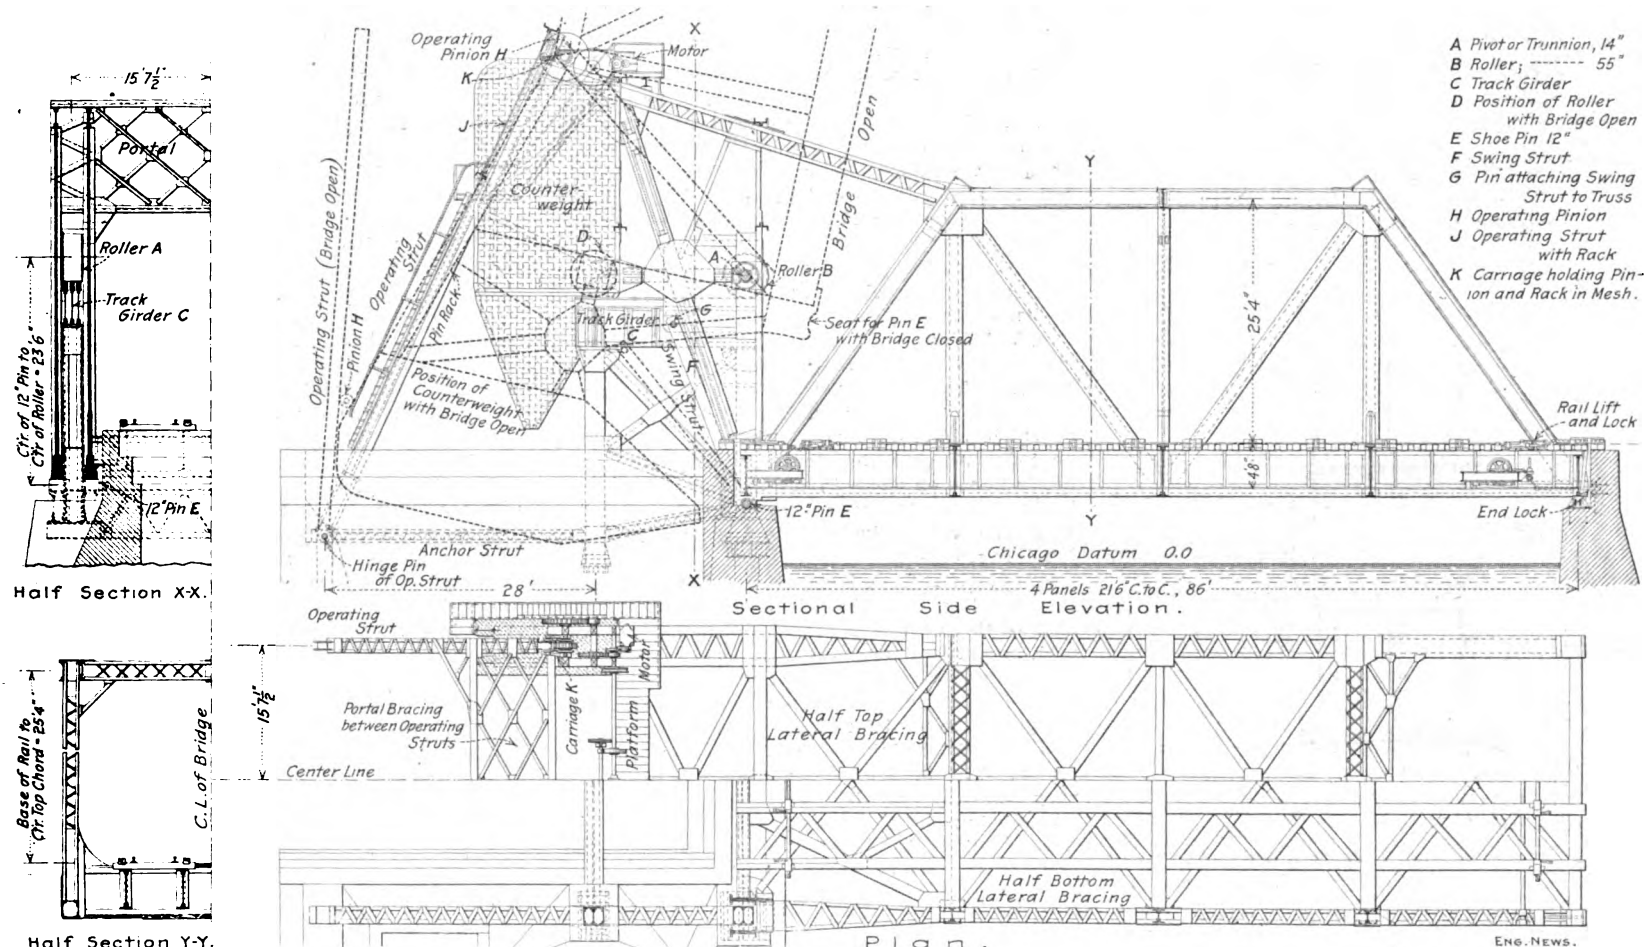 15'7½"
Portal
Roller A
Track
Girder C
Ctr. of 12" Pin to
Ctr. of Roller = 23'6"
12" Pin E
Half Section X-X.
Base of Rail to
Ctr. Top Chord = 25'4"
C.L. of Bridge
Half Section Y-Y.
Operating
Pinion H
K
J
Motor
I
X
Operating Strut (Bridge Open)
Pinion H
Operating
Strut
Pin Rack
Counter-
weight
D
A
Roller B
Bridge Open
Track Girder
C
G
F
Swing Strut
Seat for Pin E
with Bridge Closed
Position of
Counterweight
with Bridge Open
Anchor Strut
Hinge Pin
of Op. Strut
28'
X
12" Pin E
Y
25'4"
48"
Y
Rail Lift
and Lock
End Lock
Chicago Datum 0.0
4 Panels 21'6" C. to C., 86'
Sectional Side Elevation.
A Pivot or Trunnion, 14"
B Roller; -------- 55"
C Track Girder
D Position of Roller
with Bridge Open
E Shoe Pin 12"
F Swing Strut
G Pin attaching Swing
Strut to Truss
H Operating Pinion
J Operating Strut
with Rack
K Carriage holding Pin-
ion and Rack in Mesh.
Operating
Strut
15'7½"
Portal Bracing
between Operating
Struts
Carriage K
Motor
Platform
Center Line
Half Top
Lateral Bracing
Half Bottom
Lateral Bracing
Plan.
ENG. NEWS.